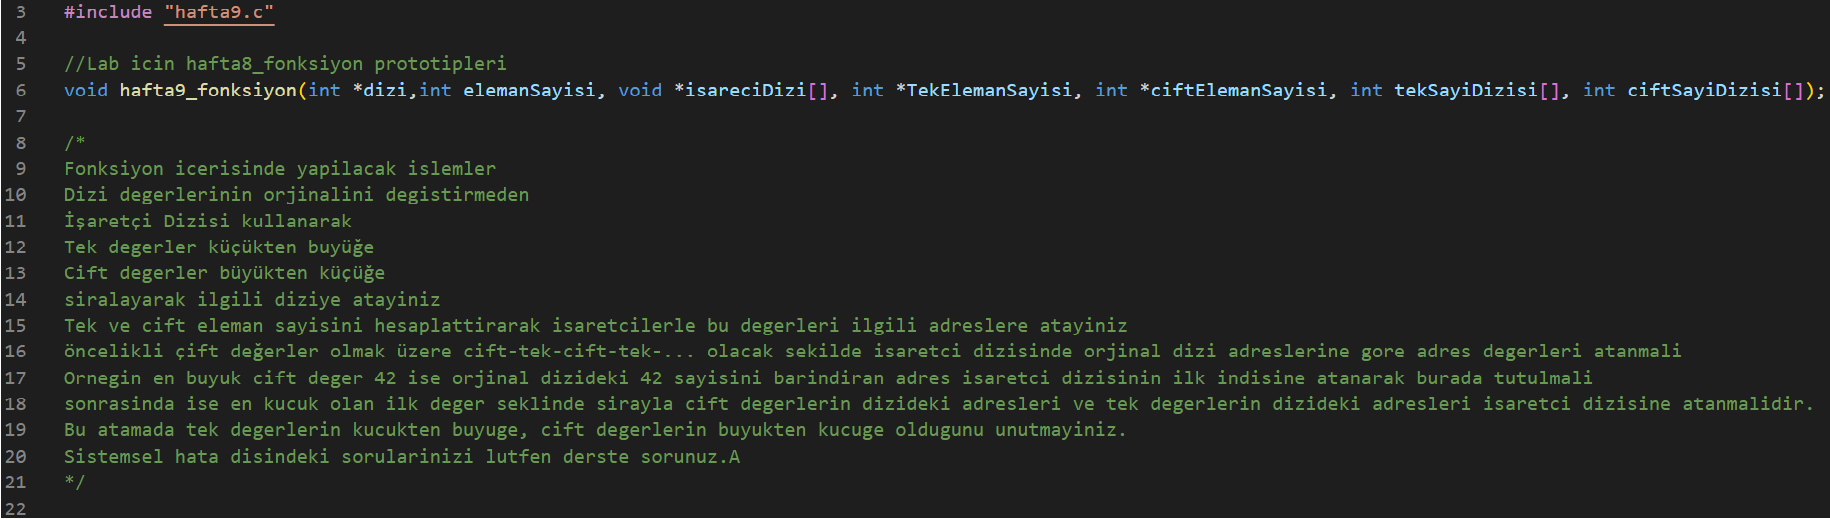 3 #include "hafta9.c"
4
5 //Lab icin hafta8_fonksiyon prototipleri
6 void hafta9_fonksiyon(int *dizi,int elemanSayisi, void *isareciDizi[], int *TekElemanSayisi, int *ciftElemanSayisi, int tekSayiDizisi[], int ciftSayiDizisi[]);
7
8 /*
9 Fonksiyon icerisinde yapilacak islemler
10 Dizi degerlerinin orjinalini degistirmeden
11 İşaretçi Dizisi kullanarak
12 Tek degerler küçükten buyüğe
13 Cift degerler büyükten küçüğe
14 siralayarak ilgili diziye atayiniz
15 Tek ve cift eleman sayisini hesaplattirarak isaretcilerle bu degerleri ilgili adreslere atayiniz
16 öncelikli çift değerler olmak üzere cift-tek-cift-tek-... olacak sekilde isaretci dizisinde orjinal dizi adreslerine gore adres degerleri atanmali
17 Ornegin en buyuk cift deger 42 ise orjinal dizideki 42 sayisini barindiran adres isaretci dizisinin ilk indisine atanarak burada tutulmali
18 sonrasinda ise en kucuk olan ilk deger seklinde sirayla cift degerlerin dizideki adresleri ve tek degerlerin dizideki adresleri isaretci dizisine atanmalidir.
19 Bu atamada tek degerlerin kucukten buyuge, cift degerlerin buyukten kucuge oldugunu unutmayiniz.
20 Sistemsel hata disindeki sorularinizi lutfen derste sorunuz.A
21 */
22